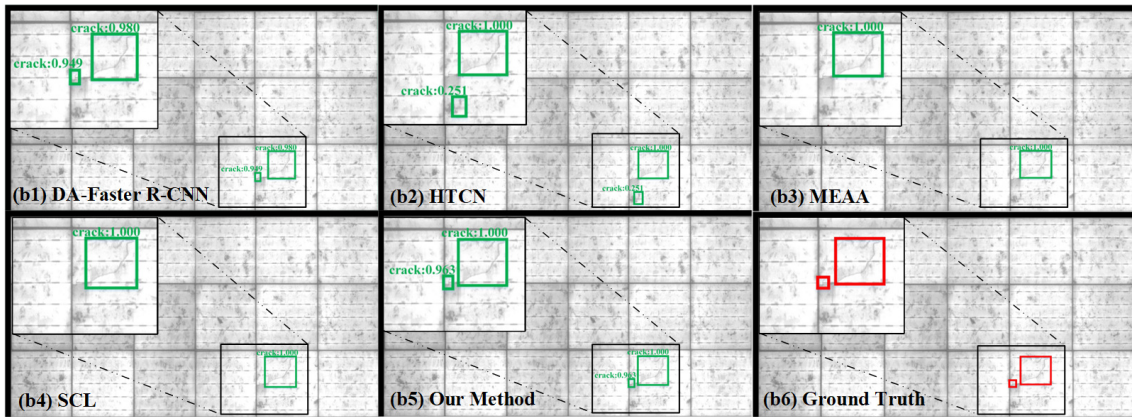 crack:0.980
crack:0.949
crack:0.980
crack:0.949
(b1) DA-Faster R-CNN
crack:1.000
crack:0.251
crack:1.000
crack:0.251
(b2) HTCN
crack:1.000
crack:1.000
(b3) MEAA
crack:1.000
crack:1.000
(b4) SCL
crack:1.000
crack:0.963
crack:1.000
crack:0.963
(b5) Our Method
(b6) Ground Truth